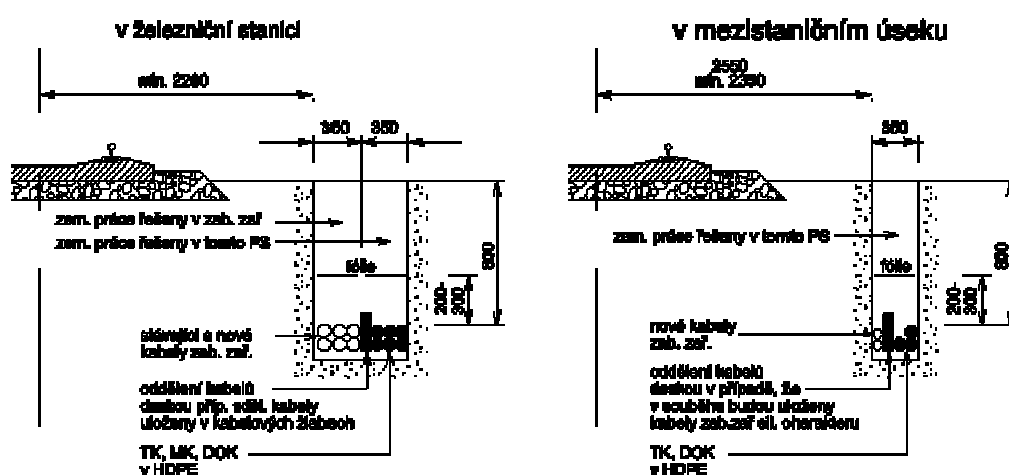 v železniční stanici
min. 2200
350 350
zem. práce řešeny v zab. zař
zem. práce řešeny v tomto PS
fólie
800
200-
300
stávající a nové
kabely zab. zař.
oddělení kabelů
deskou příp. sděl. kabely
uloženy v kabelových žlabech
TK, MK, DOK
v HDPE
v mezistaničním úseku
2550
min. 2350
350
zem. práce řešeny v tomto PS
fólie
800
200-
300
nové kabely
zab. zař.
oddělení kabelů
deskou v případě, že
v souběhu budou uloženy
kabely zab.zař sil. charakteru
TK, DOK
v HDPE